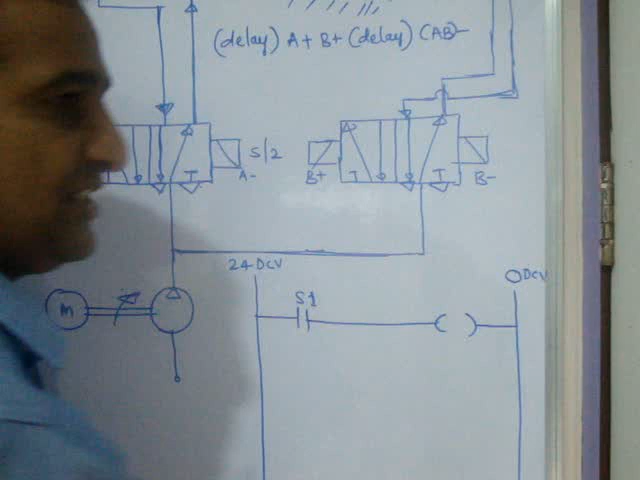 (delay) A+ B+ (delay) (AB)-
S/2
A-
B+
B-
24 DCV
0 DCV
S1
M